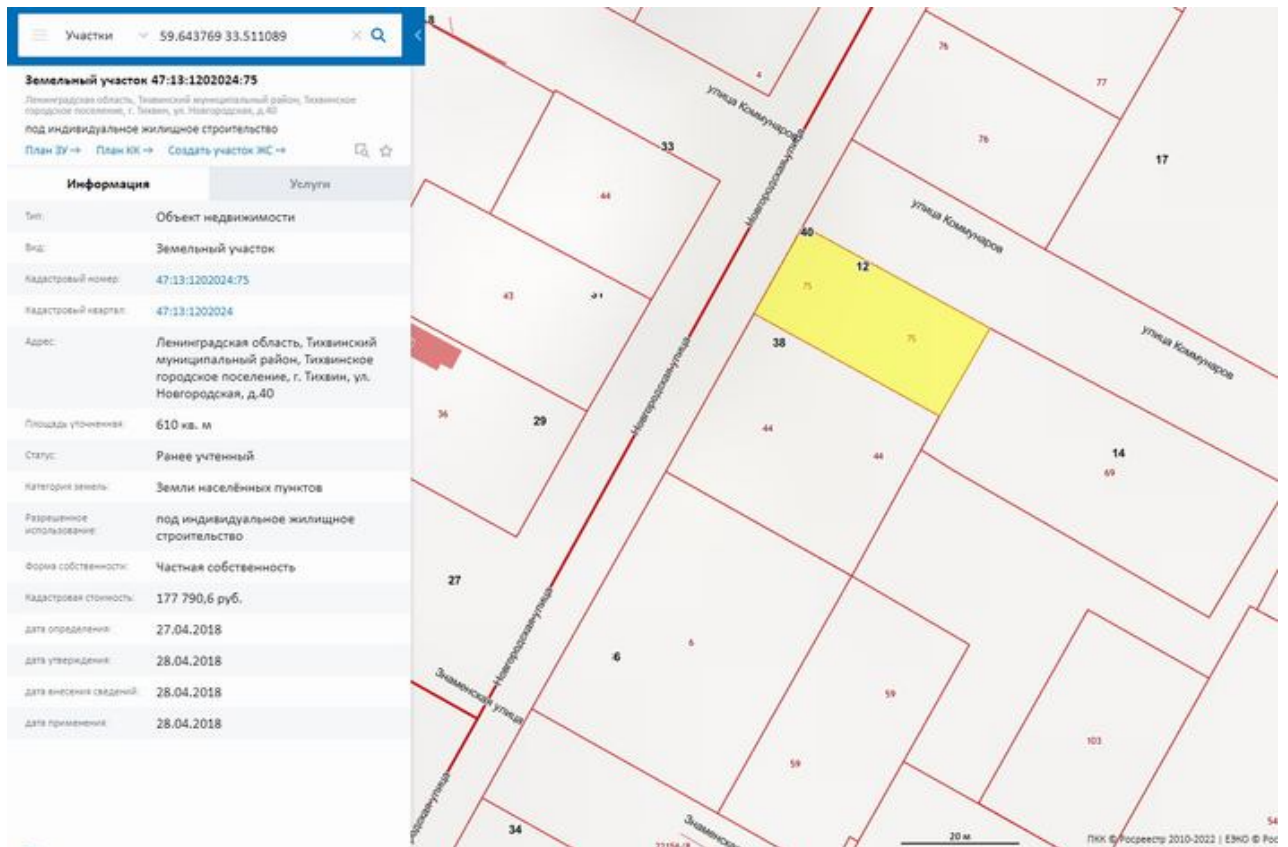 Участки 59.643769 33.511089
Земельный участок 47:13:1202024:75
Ленинградская область, Тихвинский муниципальный район, Тихвинское
городское поселение, г. Тихвин, ул. Новгородская, д.40
под индивидуальное жилищное строительство
План ЗУ → План КК → Создать участок ЖС →
Информация Услуги
Тип: Объект недвижимости
Вид: Земельный участок
Кадастровый номер: 47:13:1202024:75
Кадастровый квартал: 47:13:1202024
Адрес: Ленинградская область, Тихвинский
муниципальный район, Тихвинское
городское поселение, г. Тихвин, ул.
Новгородская, д.40
Площадь уточненная: 610 кв. м
Статус: Ранее учтенный
Категория земель: Земли населённых пунктов
Разрешенное использование: под индивидуальное жилищное
строительство
Форма собственности: Частная собственность
Кадастровая стоимость: 177 790,6 руб.
дата определения: 27.04.2018
дата утверждения: 28.04.2018
дата внесения сведений: 28.04.2018
дата применения: 28.04.2018
8
4
76
77
улица Коммунаров
33
76
17
44
Новгородская улица
улица Коммунаров
40
12
43
75
улица Коммунаров
38
75
Новгородская улица
36
29
44
44
14
69
27
Новгородская улица
6
6
Знаменская улица
59
103
59
34
Знаменская
54
20 м
ПКК © Росреестр 2010-2022 | ЕЭКО © Рос